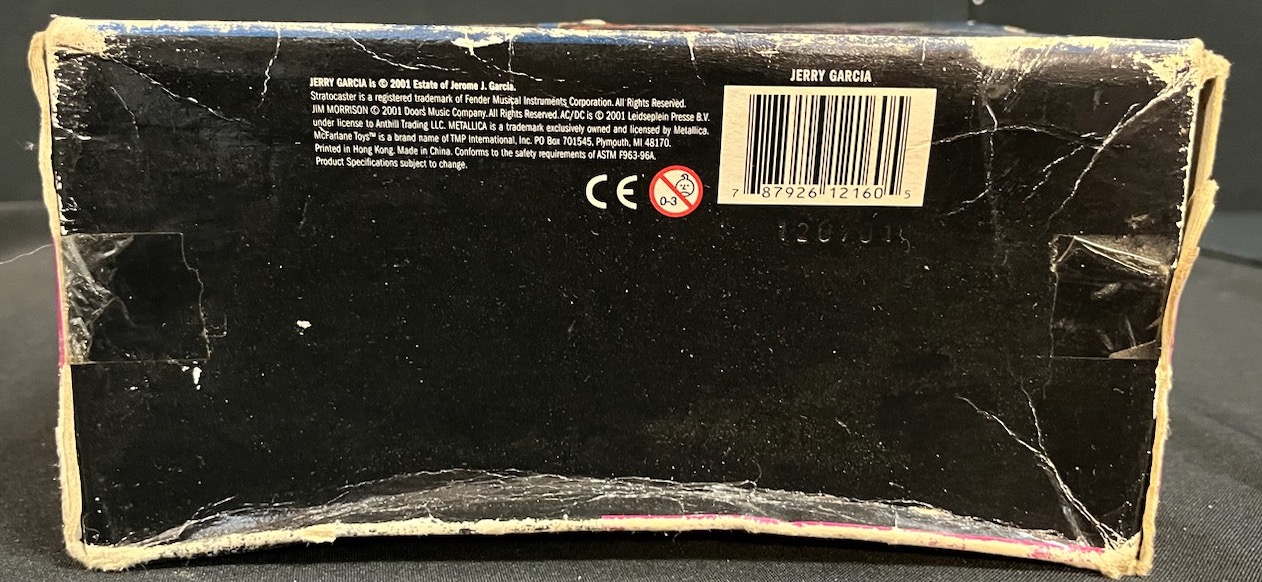 JERRY GARCIA is © 2001 Estate of Jerome J. Garcia.
Stratocaster is a registered trademark of Fender Musical Instruments Corporation. All Rights Reserved.
JIM MORRISON © 2001 Doors Music Company. All Rights Reserved. AC/DC is © 2001 Leidseplein Presse B.V.
under license to Anthill Trading LLC. METALLICA is a trademark exclusively owned and licensed by Metallica.
McFarlane Toys™ is a brand name of TMP International, Inc. PO Box 701545, Plymouth, MI 48170.
Printed in Hong Kong. Made in China. Conforms to the safety requirements of ASTM F963-96A.
Product Specifications subject to change.
CE
0-3
JERRY GARCIA
7 87926 12160 5